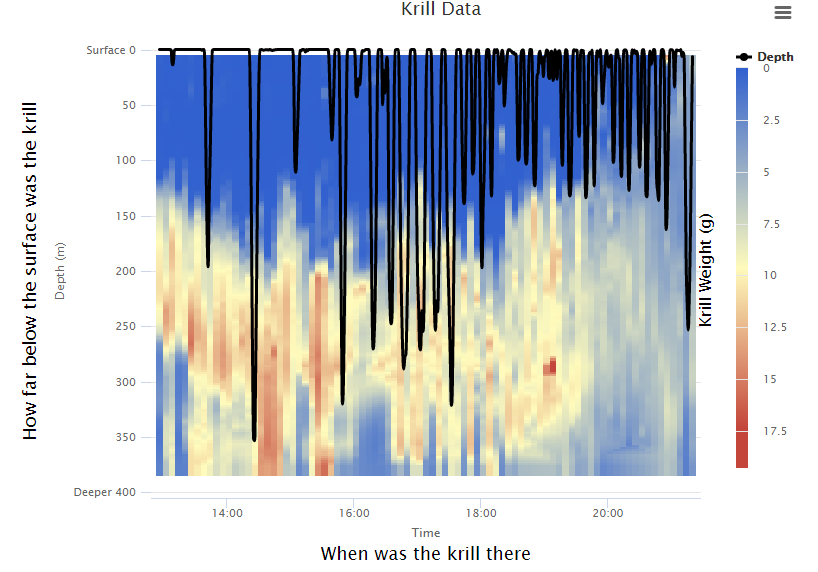 Krill Data
Surface 0
50
100
150
200
250
300
350
Deeper 400
How far below the surface was the krill
Depth (m)
14:00
16:00
18:00
20:00
Time
When was the krill there
Depth
0
2.5
5
7.5
10
12.5
15
17.5
Krill Weight (g)